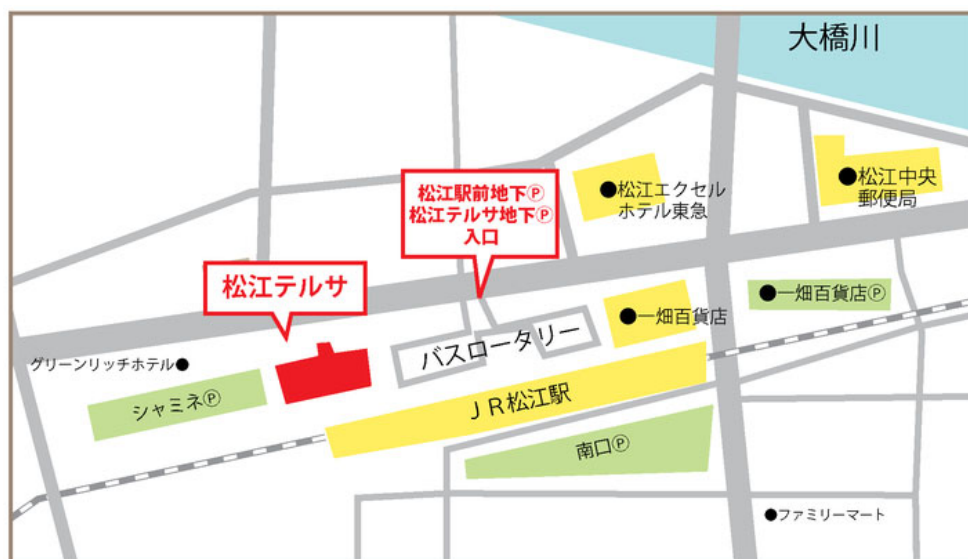 大橋川
松江駅前地下Ⓟ
松江テルサ地下Ⓟ
入口
●松江エクセル
ホテル東急
●松江中央
郵便局
松江テルサ
●一畑百貨店Ⓟ
●一畑百貨店
バスロータリー
グリーンリッチホテル●
シャミネⓅ
ＪＲ松江駅
南口Ⓟ
●ファミリーマート